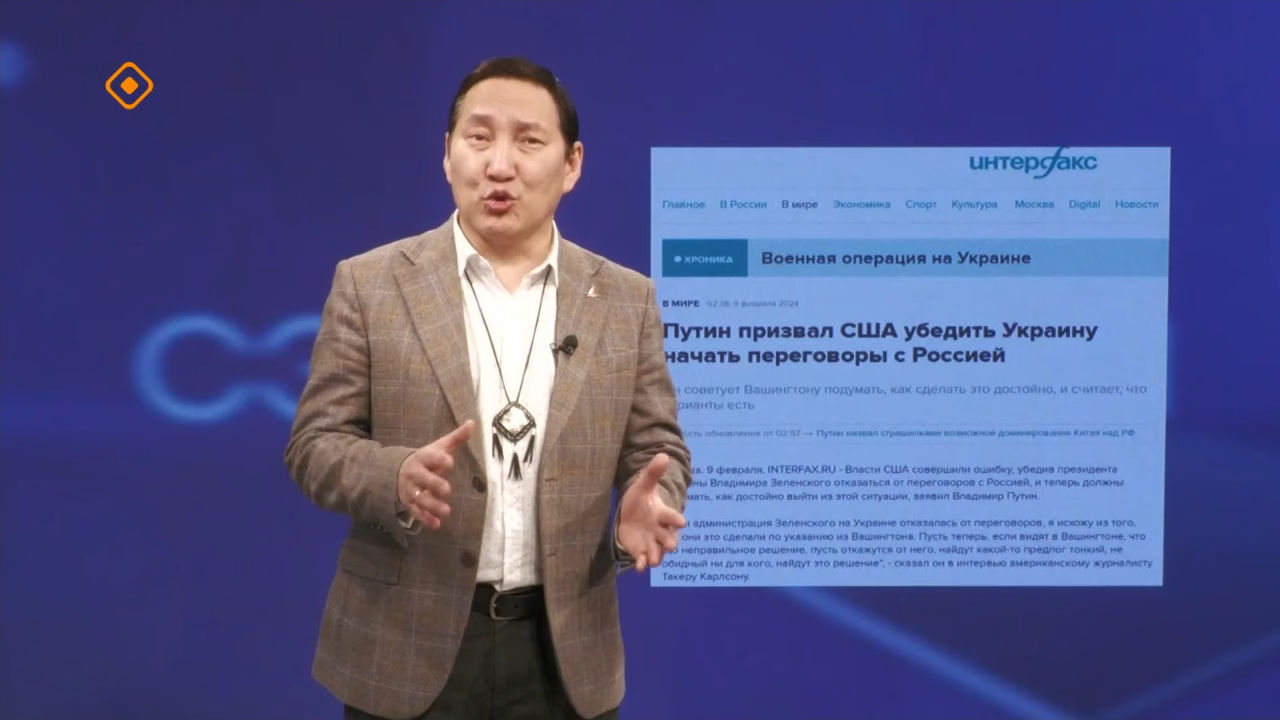 интерфакс
Главное В России В мире Экономика Спорт Культура Москва Digital Новости
ХРОНИКА Военная операция на Украине
В МИРЕ 02:38, 9 февраля 2024
Путин призвал США убедить Украину
начать переговоры с Россией
советует Вашингтону подумать, как сделать это достойно, и считает, что
есть
обновления от 02:57 → Путин назвал страшилками возможное доминирование Китая над РФ
9 февраля. INTERFAX.RU - Власти США совершили ошибку, убедив президента
Владимира Зеленского отказаться от переговоров с Россией, и теперь должны
как достойно выйти из этой ситуации, заявил Владимир Путин.
администрация Зеленского на Украине отказалась от переговоров, я исхожу из того,
они это сделали по указанию из Вашингтона. Пусть теперь, если видят в Вашингтоне, что
неправильное решение, пусть откажутся от него, найдут какой-то предлог тонкий, не
обидный ни для кого, найдут это решение", - сказал он в интервью американскому журналисту
Такеру Карлсону.